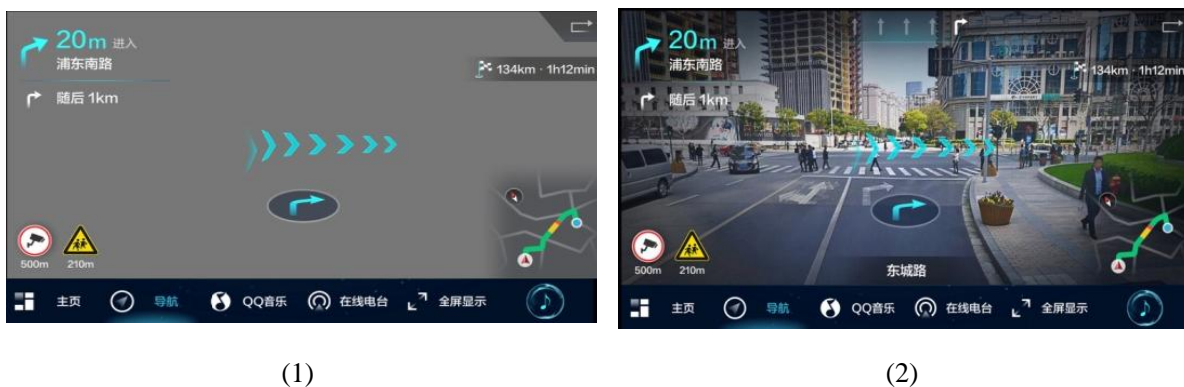 20m 进入
浦东南路
随后 1km
134km · 1h12min
500m
210m
主页
导航
QQ音乐
在线电台
全屏显示
(1)
20m 进入
浦东南路
随后 1km
134km · 1h12min
500m
210m
东城路
主页
导航
QQ音乐
在线电台
全屏显示
(2)